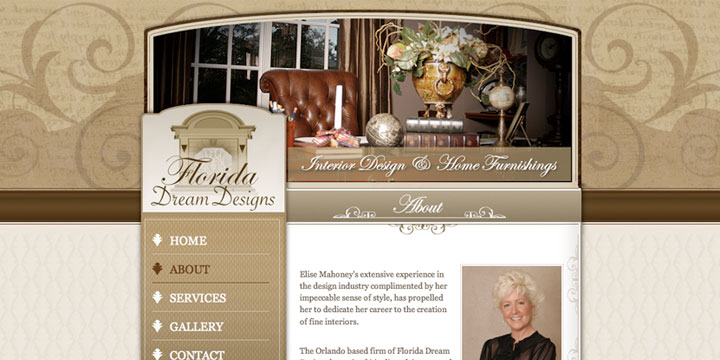 Interior Design & Home Furnishings
Florida
Dream Designs
About
HOME
ABOUT
SERVICES
GALLERY
CONTACT
Elise Mahoney's extensive experience in
the design industry complimented by her
impeccable sense of style, has propelled
her to dedicate her career to the creation
of fine interiors.
The Orlando based firm of Florida Dream